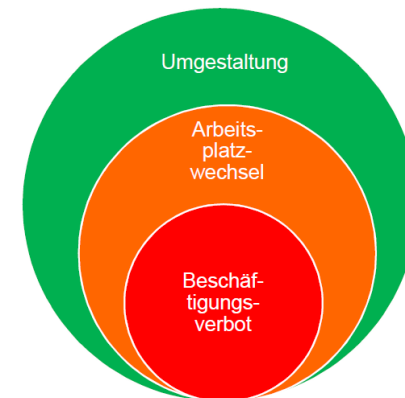 Umgestaltung
Arbeits-
platz-
wechsel
Beschäf-
tigungs-
verbot